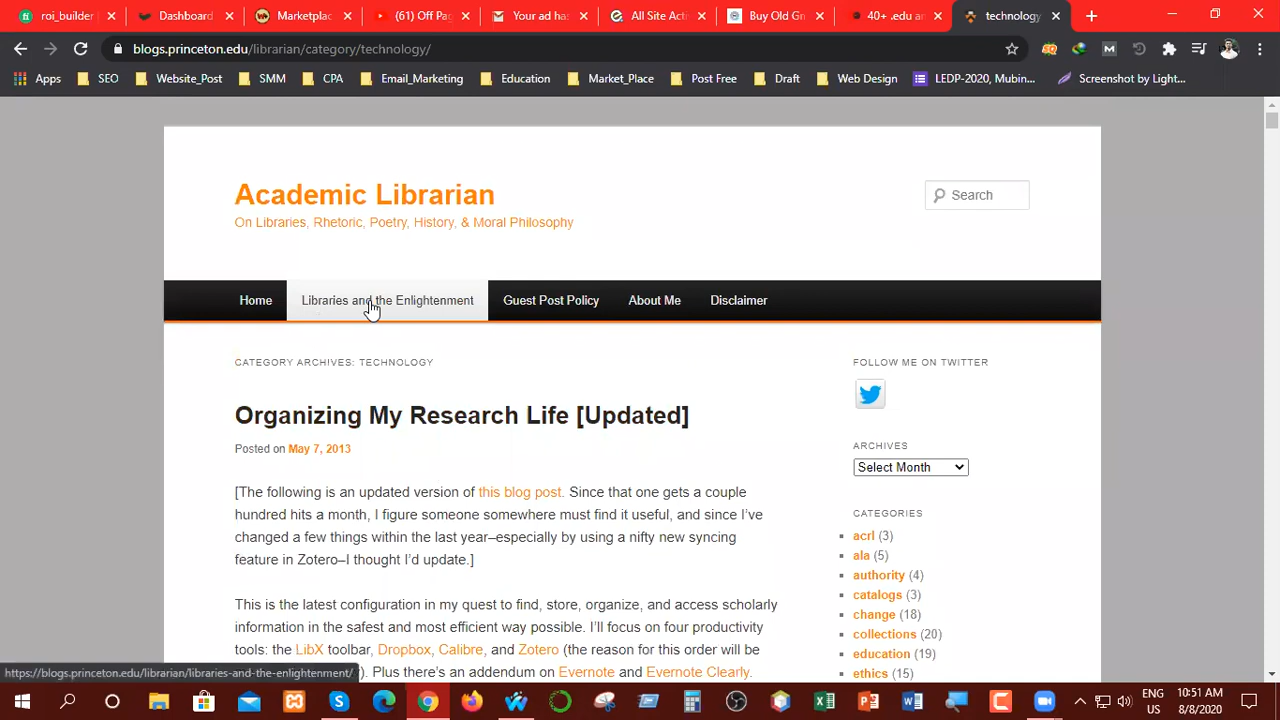 roi_builder
Dashboard
Marketplac
(61) Off Pa
Your ad ha
All Site Acti
Buy Old Gm
40+ .edu an
technology
blogs.princeton.edu/librarian/category/technology/
Apps
SEO
Website_Post
SMM
CPA
Email_Marketing
Education
Market_Place
Post Free
Draft
Web Design
LEDP-2020, Mubin...
Screenshot by Light...
Academic Librarian
On Libraries, Rhetoric, Poetry, History, & Moral Philosophy
Search
Home
Libraries and the Enlightenment
Guest Post Policy
About Me
Disclaimer
CATEGORY ARCHIVES: TECHNOLOGY
Organizing My Research Life [Updated]
Posted on May 7, 2013
[The following is an updated version of this blog post. Since that one gets a couple
hundred hits a month, I figure someone somewhere must find it useful, and since I've
changed a few things within the last year–especially by using a nifty new syncing
feature in Zotero–I thought I'd update.]
This is the latest configuration in my quest to find, store, organize, and access scholarly
information in the safest and most efficient way possible. I'll focus on four productivity
tools: the LibX toolbar, Dropbox, Calibre, and Zotero (the reason for this order will be
). Plus there's an addendum on Evernote and Evernote Clearly.
FOLLOW ME ON TWITTER
ARCHIVES
Select Month
CATEGORIES
acrl (3)
ala (5)
authority (4)
catalogs (3)
change (18)
collections (20)
education (19)
ethics (15)
https://blogs.princeton.edu/librarian/libraries-and-the-enlightenment/
ENG
US
10:51 AM
8/8/2020